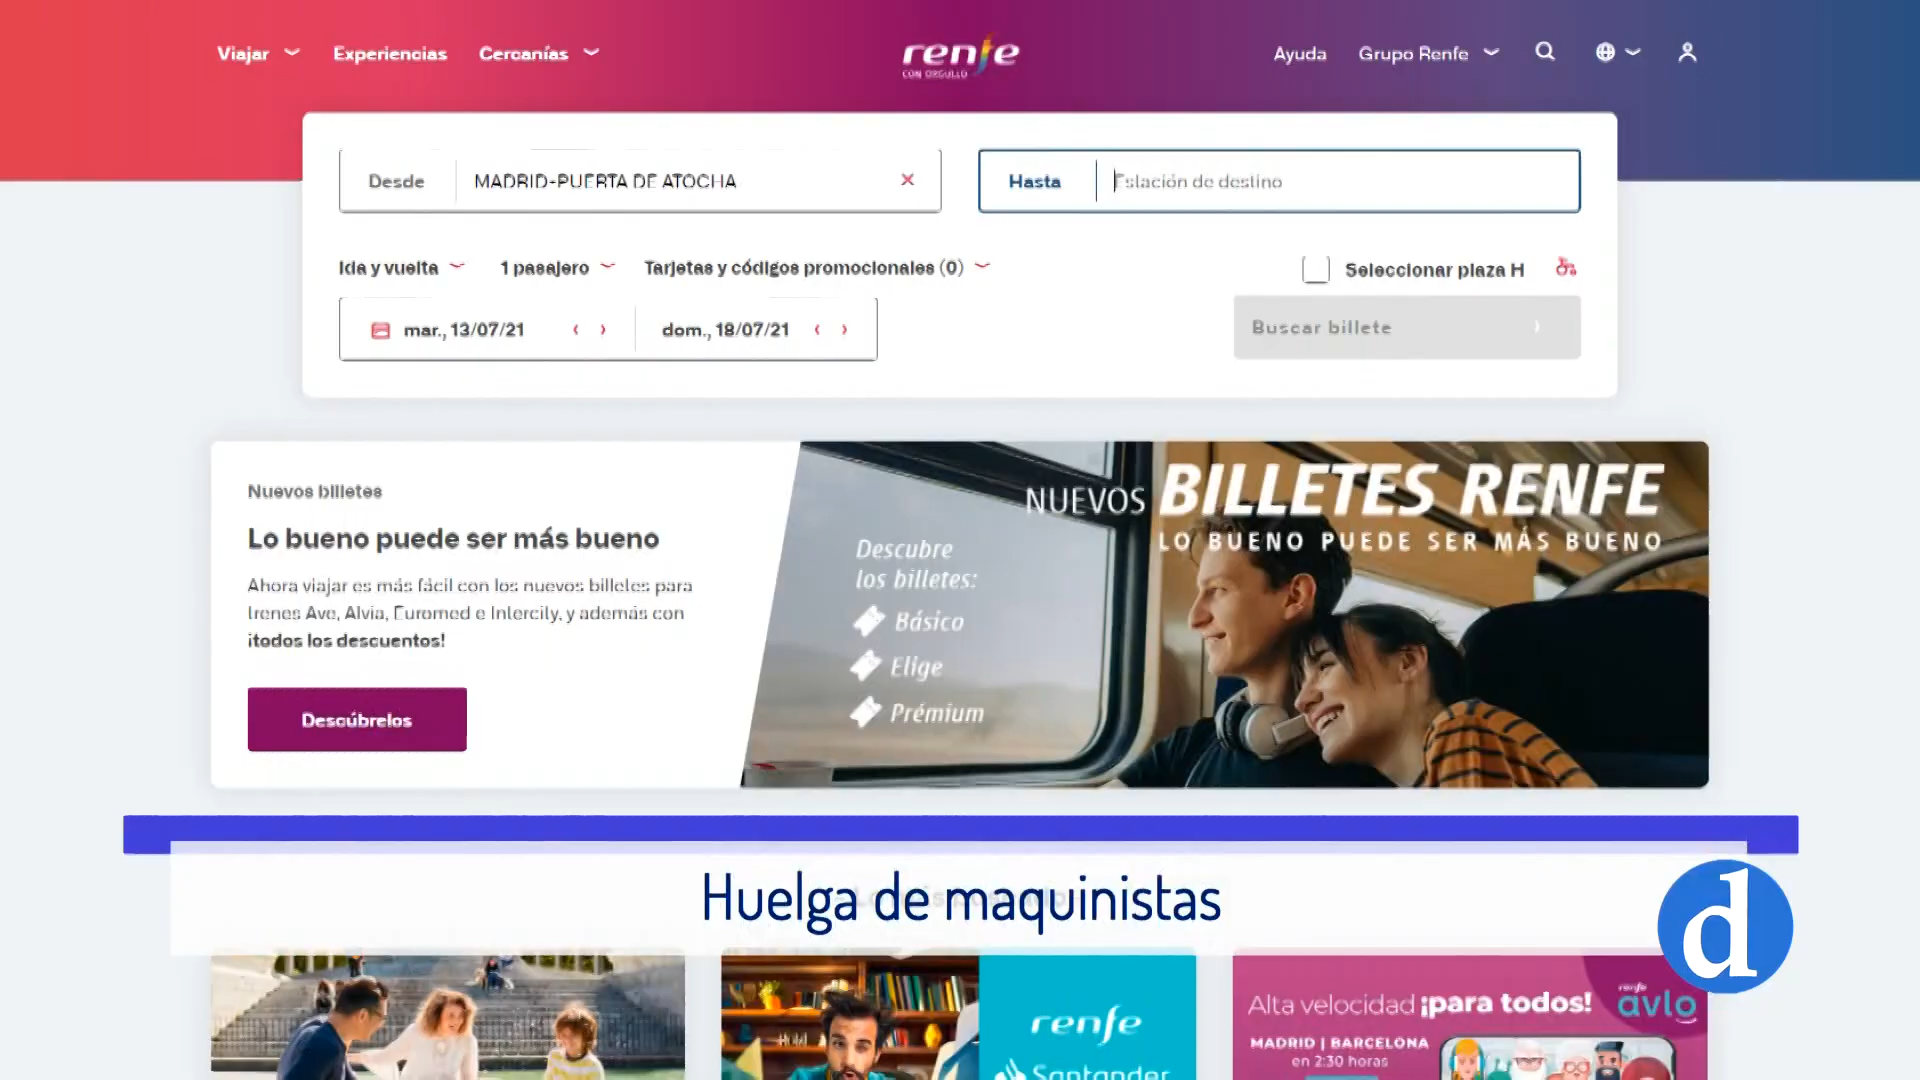 Viajar
Experiencias
Cercanías
renfe
CON ORGULLO
Ayuda
Grupo Renfe
Desde
MADRID-PUERTA DE ATOCHA
Hasta
Estación de destino
Ida y vuelta
1 pasajero
Tarjetas y códigos promocionales (0)
Seleccionar plaza H
mar., 13/07/21
dom., 18/07/21
Buscar billete
Nuevos billetes
Lo bueno puede ser más bueno
Ahora viajar es más fácil con los nuevos billetes para
trenes Ave, Alvia, Euromed e Intercity, y además con
¡todos los descuentos!
Descúbrelos
NUEVOS BILLETES RENFE
LO BUENO PUEDE SER MÁS BUENO
Descubre
los billetes:
Básico
Elige
Prémium
Huelga de maquinistas
d
renfe
Santander
Alta velocidad ¡para todos!
renfe
avlo
MADRID | BARCELONA
en 2:30 horas